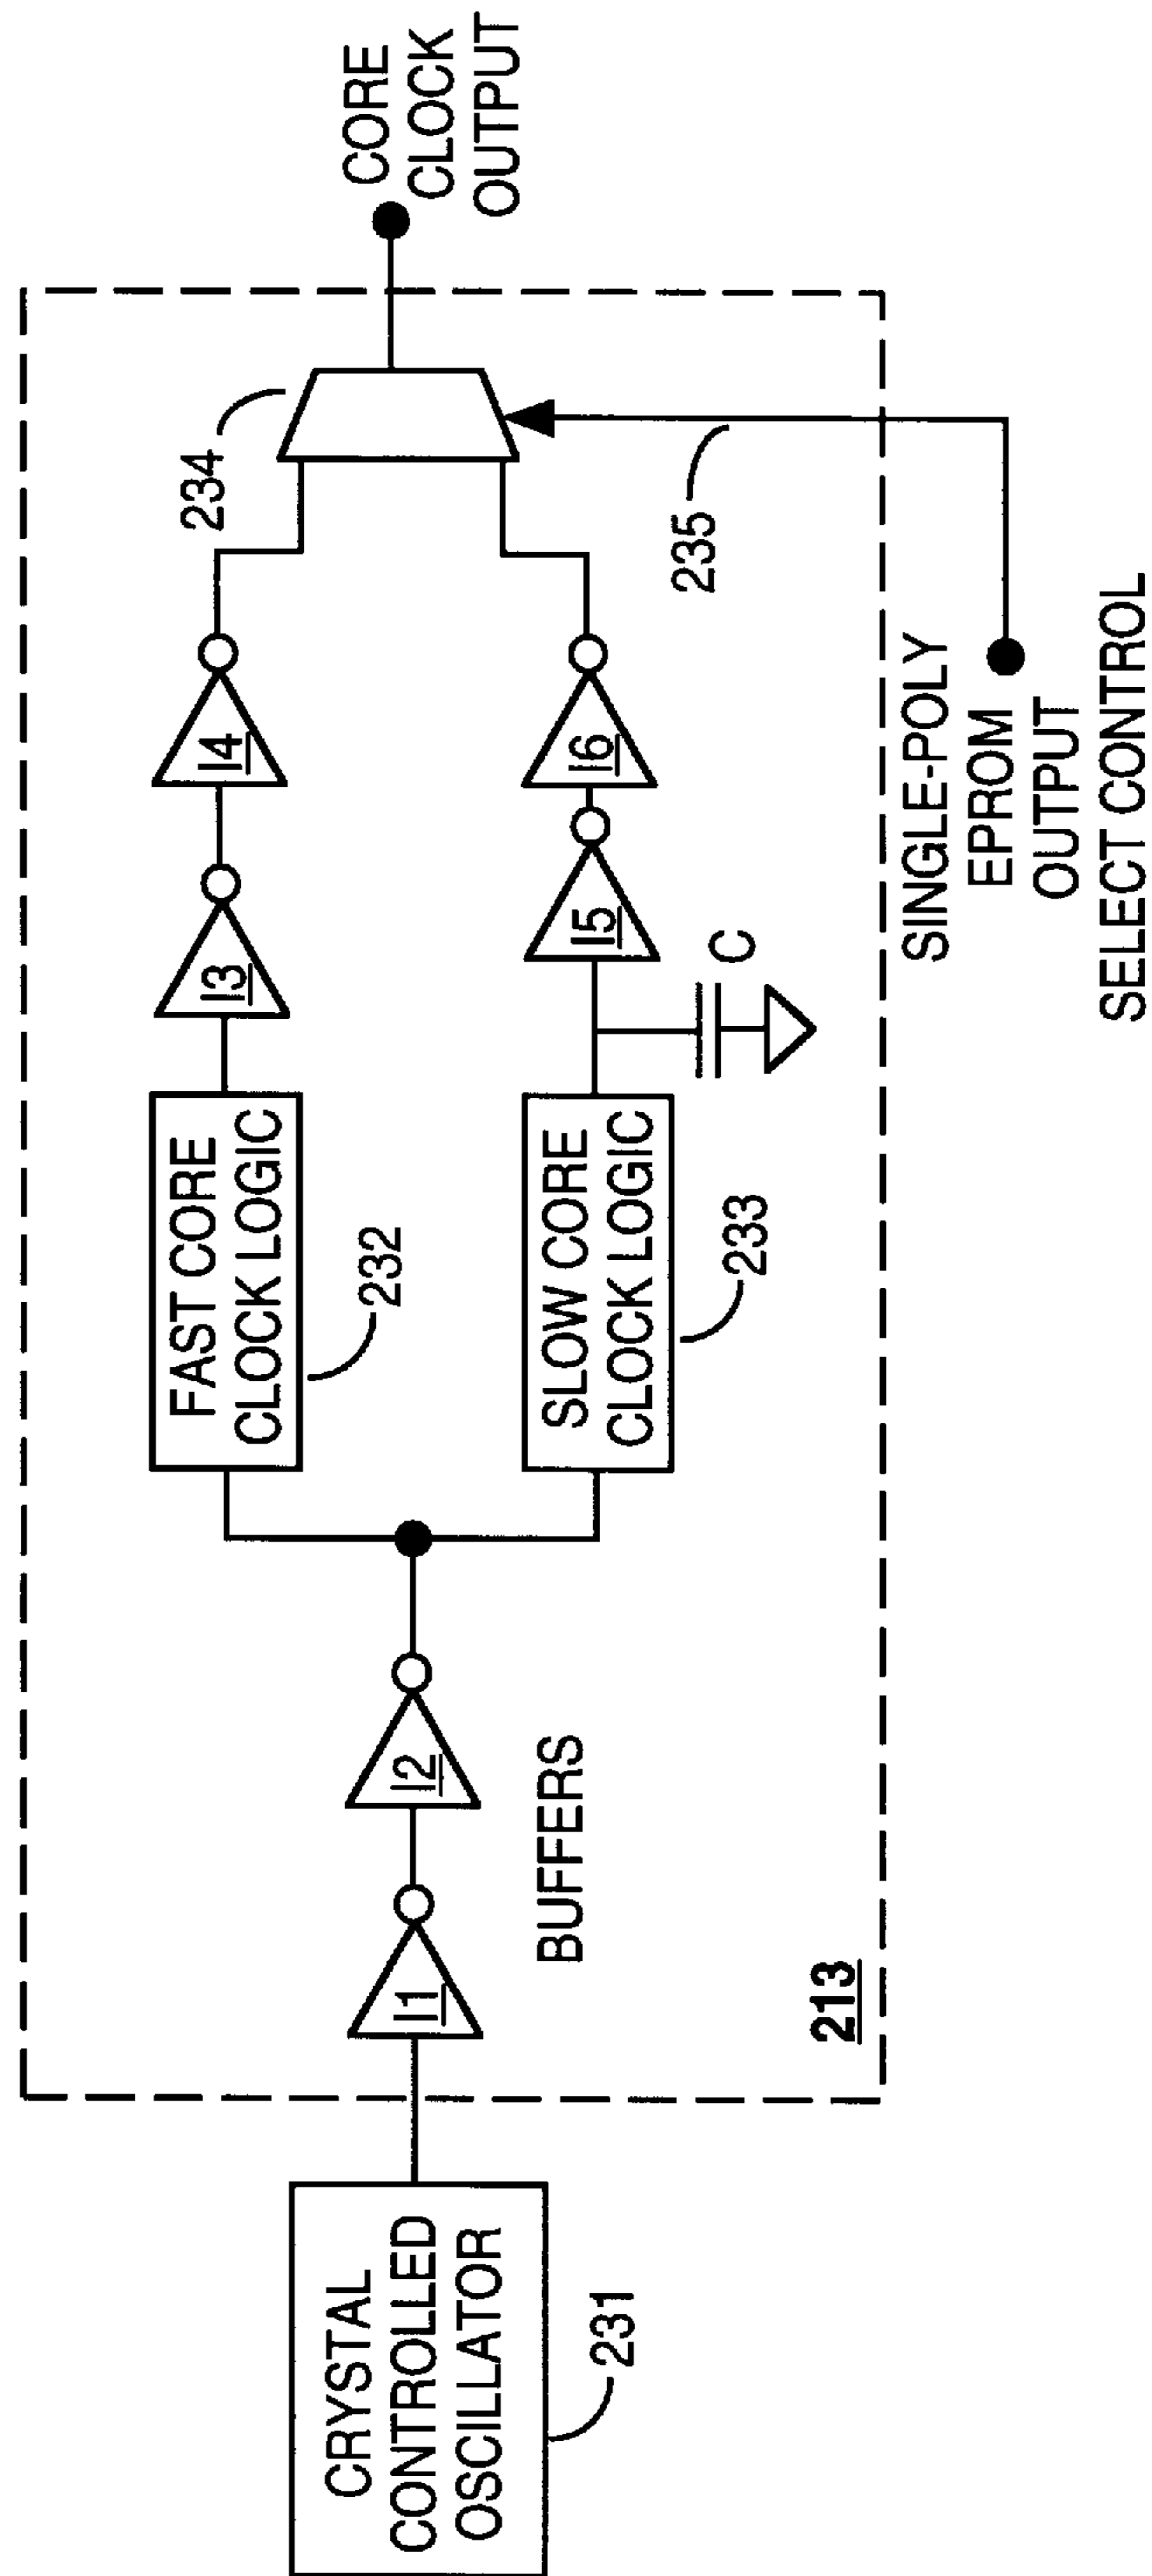 CRYSTAL
CONTROLLED
OSCILLATOR
231
I1
I2
BUFFERS
213
FAST CORE
CLOCK LOGIC
232
SLOW CORE
CLOCK LOGIC
233
I3
I4
C
I5
I6
234
235
CORE
CLOCK
OUTPUT
SINGLE-POLY
EPROM
OUTPUT
SELECT CONTROL